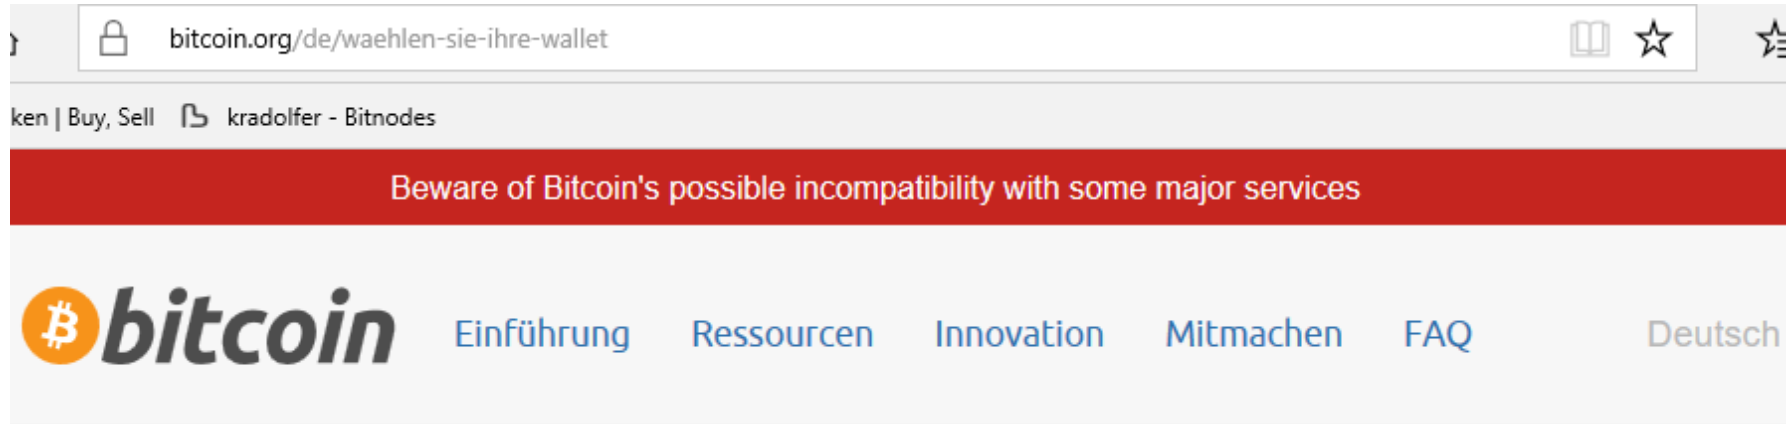 bitcoin.org/de/waehlen-sie-ihre-wallet
ken | Buy, Sell kradolfer - Bitnodes
Beware of Bitcoin's possible incompatibility with some major services
bitcoin Einführung Ressourcen Innovation Mitmachen FAQ Deutsch